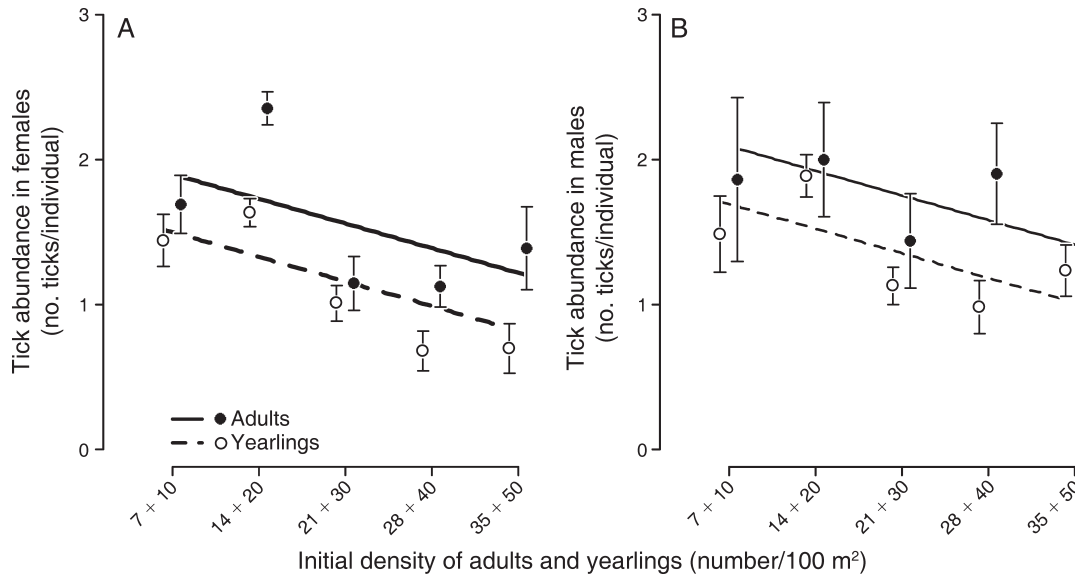 A
B
Tick abundance in females
(no. ticks/individual)
3
2
1
0
Adults
Yearlings
7 + 10
14 + 20
21 + 30
28 + 40
35 + 50
Tick abundance in males
(no. ticks/individual)
3
2
1
0
7 + 10
14 + 20
21 + 30
28 + 40
35 + 50
Initial density of adults and yearlings (number/100 m²)